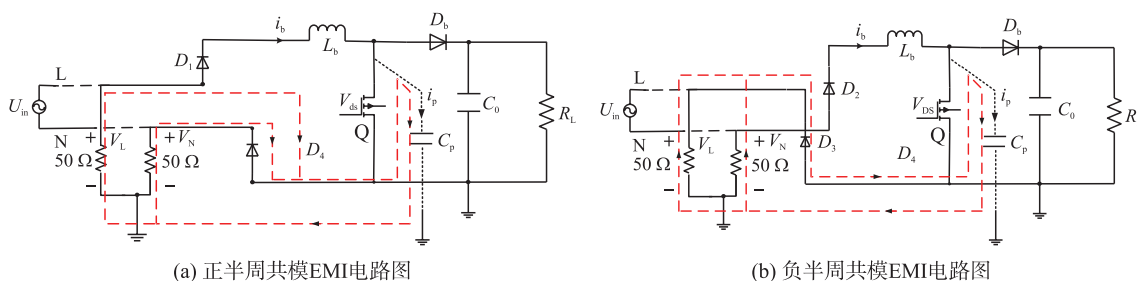 i_b
L_b
D_b
D_1
L
U_in
N
V_ds
Q
i_p
C_p
C_0
R_L
+
V_L
50 Ω
−
+
V_N
50 Ω
−
D_4
(a) 正半周共模EMI电路图
i_b
L_b
D_b
D_2
L
U_in
N
V_DS
Q
i_p
C_p
C_0
R
+
V_L
50 Ω
−
+
V_N
50 Ω
−
D_3
D_4
(b) 负半周共模EMI电路图